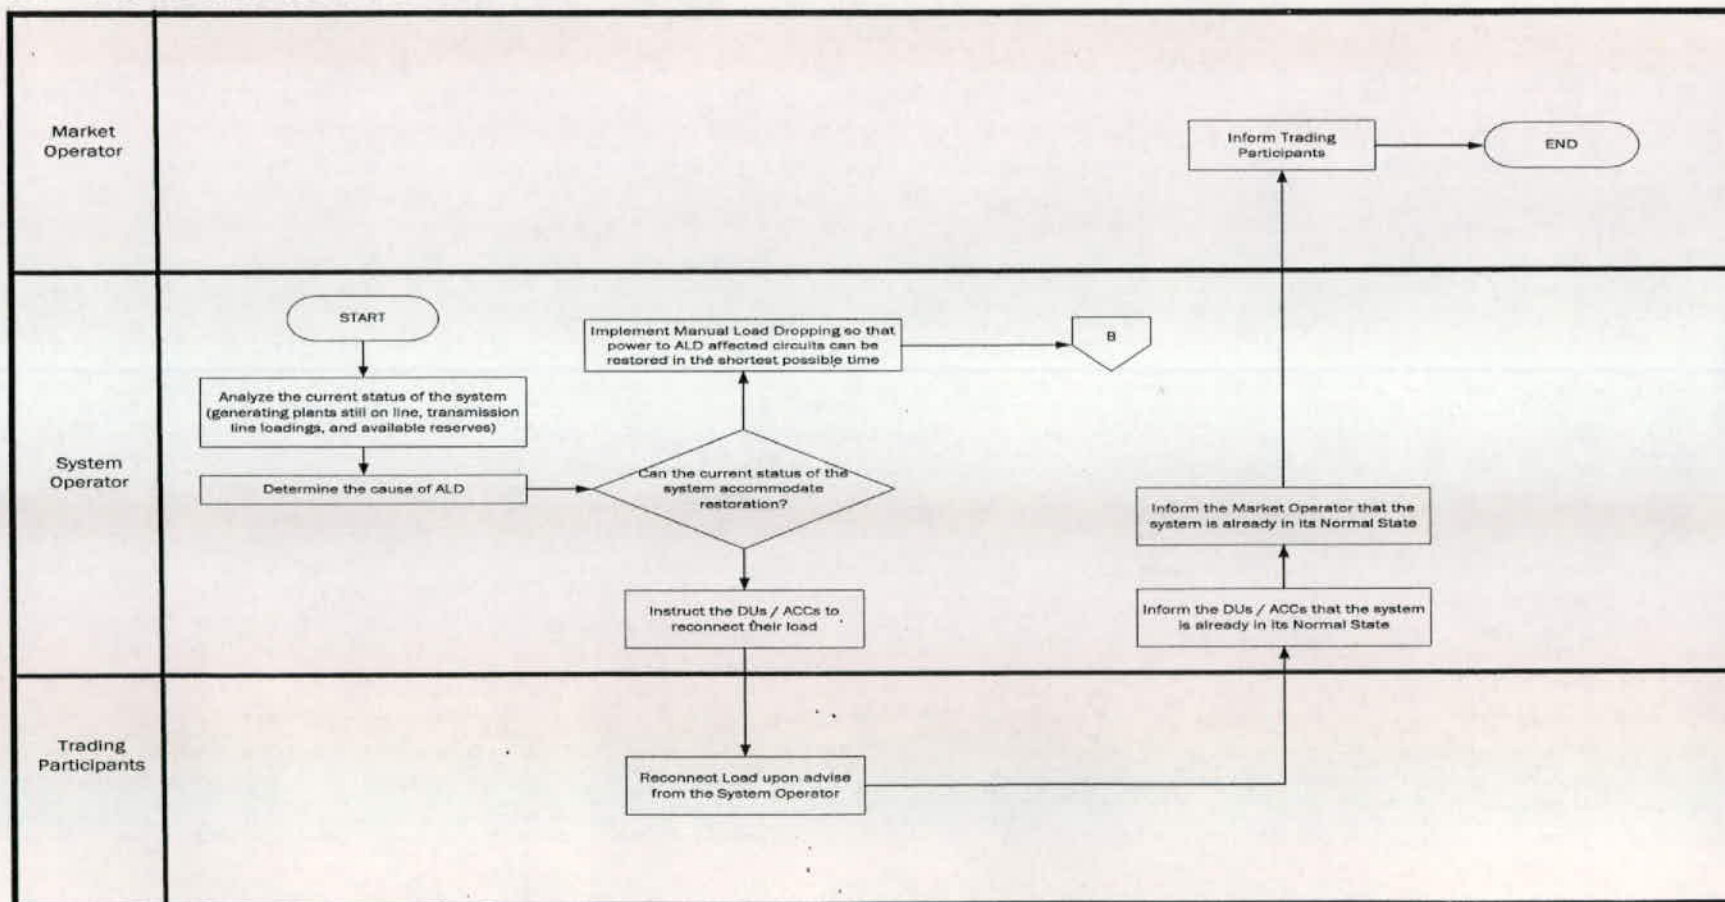 Market
Operator
Inform Trading
Participants
END
System
Operator
START
Analyze the current status of the system
(generating plants still on line, transmission
line loadings, and available reserves)
Determine the cause of ALD
Implement Manual Load Dropping so that
power to ALD affected circuits can be
restored in the shortest possible time
B
Can the current status of the
system accommodate
restoration?
Instruct the DUs / ACCs to
reconnect their load
Inform the Market Operator that the
system is already in its Normal State
Inform the DUs / ACCs that the system
is already in its Normal State
Trading
Participants
Reconnect Load upon advise
from the System Operator